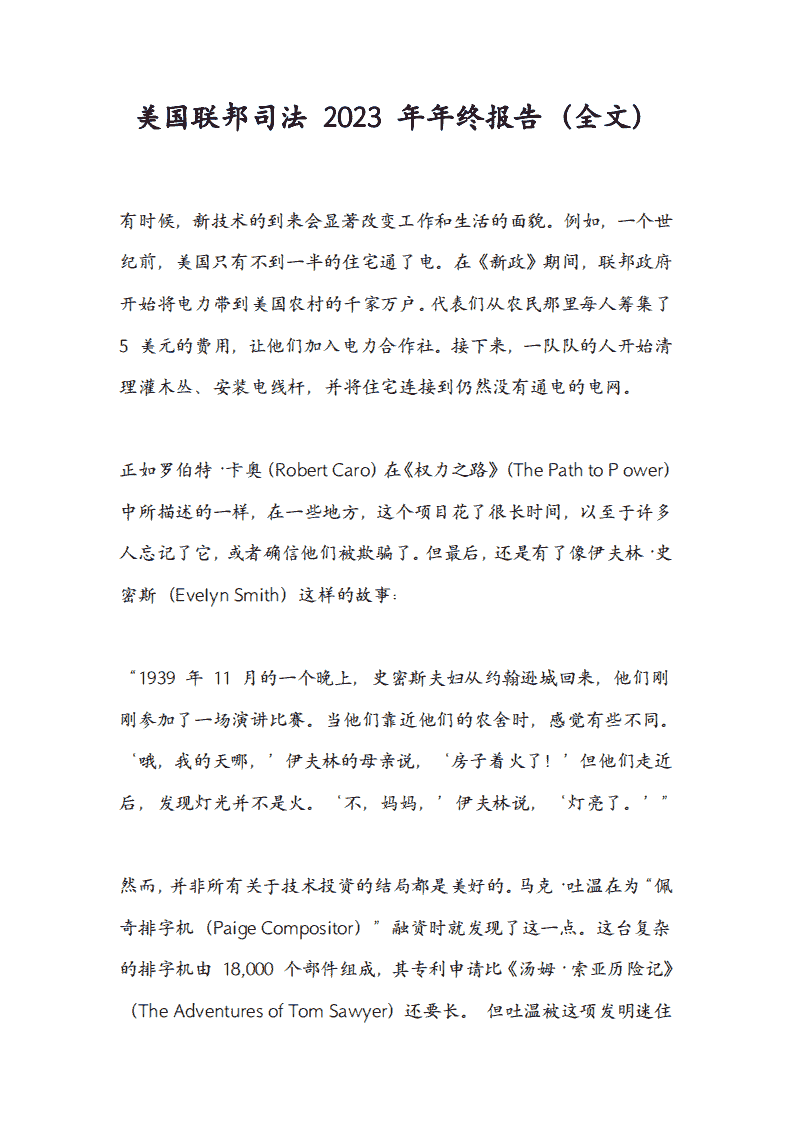 美国联邦司法 2023 年年终报告（全文）
有时候，新技术的到来会显著改变工作和生活的面貌。例如，一个世
纪前，美国只有不到一半的住宅通了电。在《新政》期间，联邦政府
开始将电力带到美国农村的千家万户。代表们从农民那里每人筹集了
5 美元的费用，让他们加入电力合作社。接下来，一队队的人开始清
理灌木丛、安装电线杆，并将住宅连接到仍然没有通电的电网。
正如罗伯特·卡奥（Robert Caro）在《权力之路》（The Path to P ower）
中所描述的一样，在一些地方，这个项目花了很长时间，以至于许多
人忘记了它，或者确信他们被欺骗了。但最后，还是有了像伊夫林·史
密斯（Evelyn Smith）这样的故事：
“1939 年 11 月的一个晚上，史密斯夫妇从约翰逊城回来，他们刚
刚参加了一场演讲比赛。当他们靠近他们的农舍时，感觉有些不同。
‘哦，我的天哪，’伊夫林的母亲说，‘房子着火了！’但他们走近
后，发现灯光并不是火。‘不，妈妈，’伊夫林说，‘灯亮了。’”
然而，并非所有关于技术投资的结局都是美好的。马克·吐温在为“佩
奇排字机（Paige Compositor）”融资时就发现了这一点。这台复杂
的排字机由 18,000 个部件组成，其专利申请比《汤姆·索亚历险记》
（The Adventures of Tom Sawyer）还要长。 但吐温被这项发明迷住